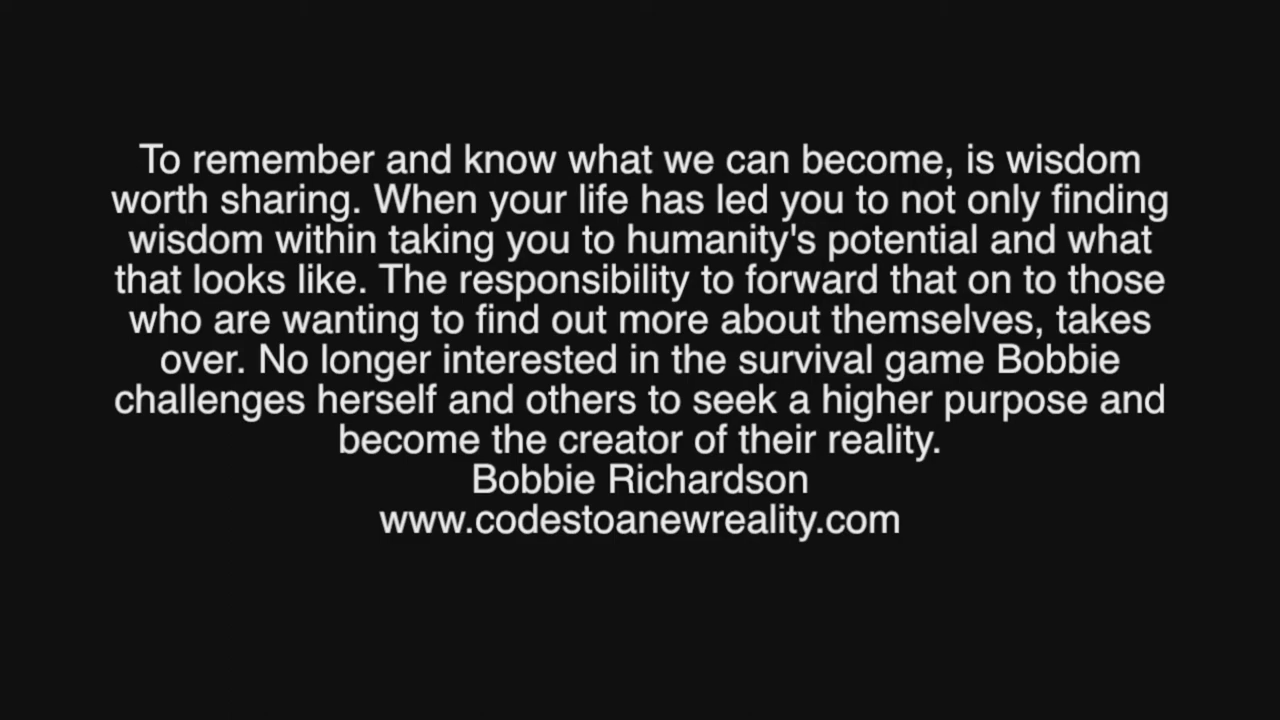 To remember and know what we can become, is wisdom
worth sharing. When your life has led you to not only finding
wisdom within taking you to humanity's potential and what
that looks like. The responsibility to forward that on to those
who are wanting to find out more about themselves, takes
over. No longer interested in the survival game Bobbie
challenges herself and others to seek a higher purpose and
become the creator of their reality.
Bobbie Richardson
www.codestoanewreality.com